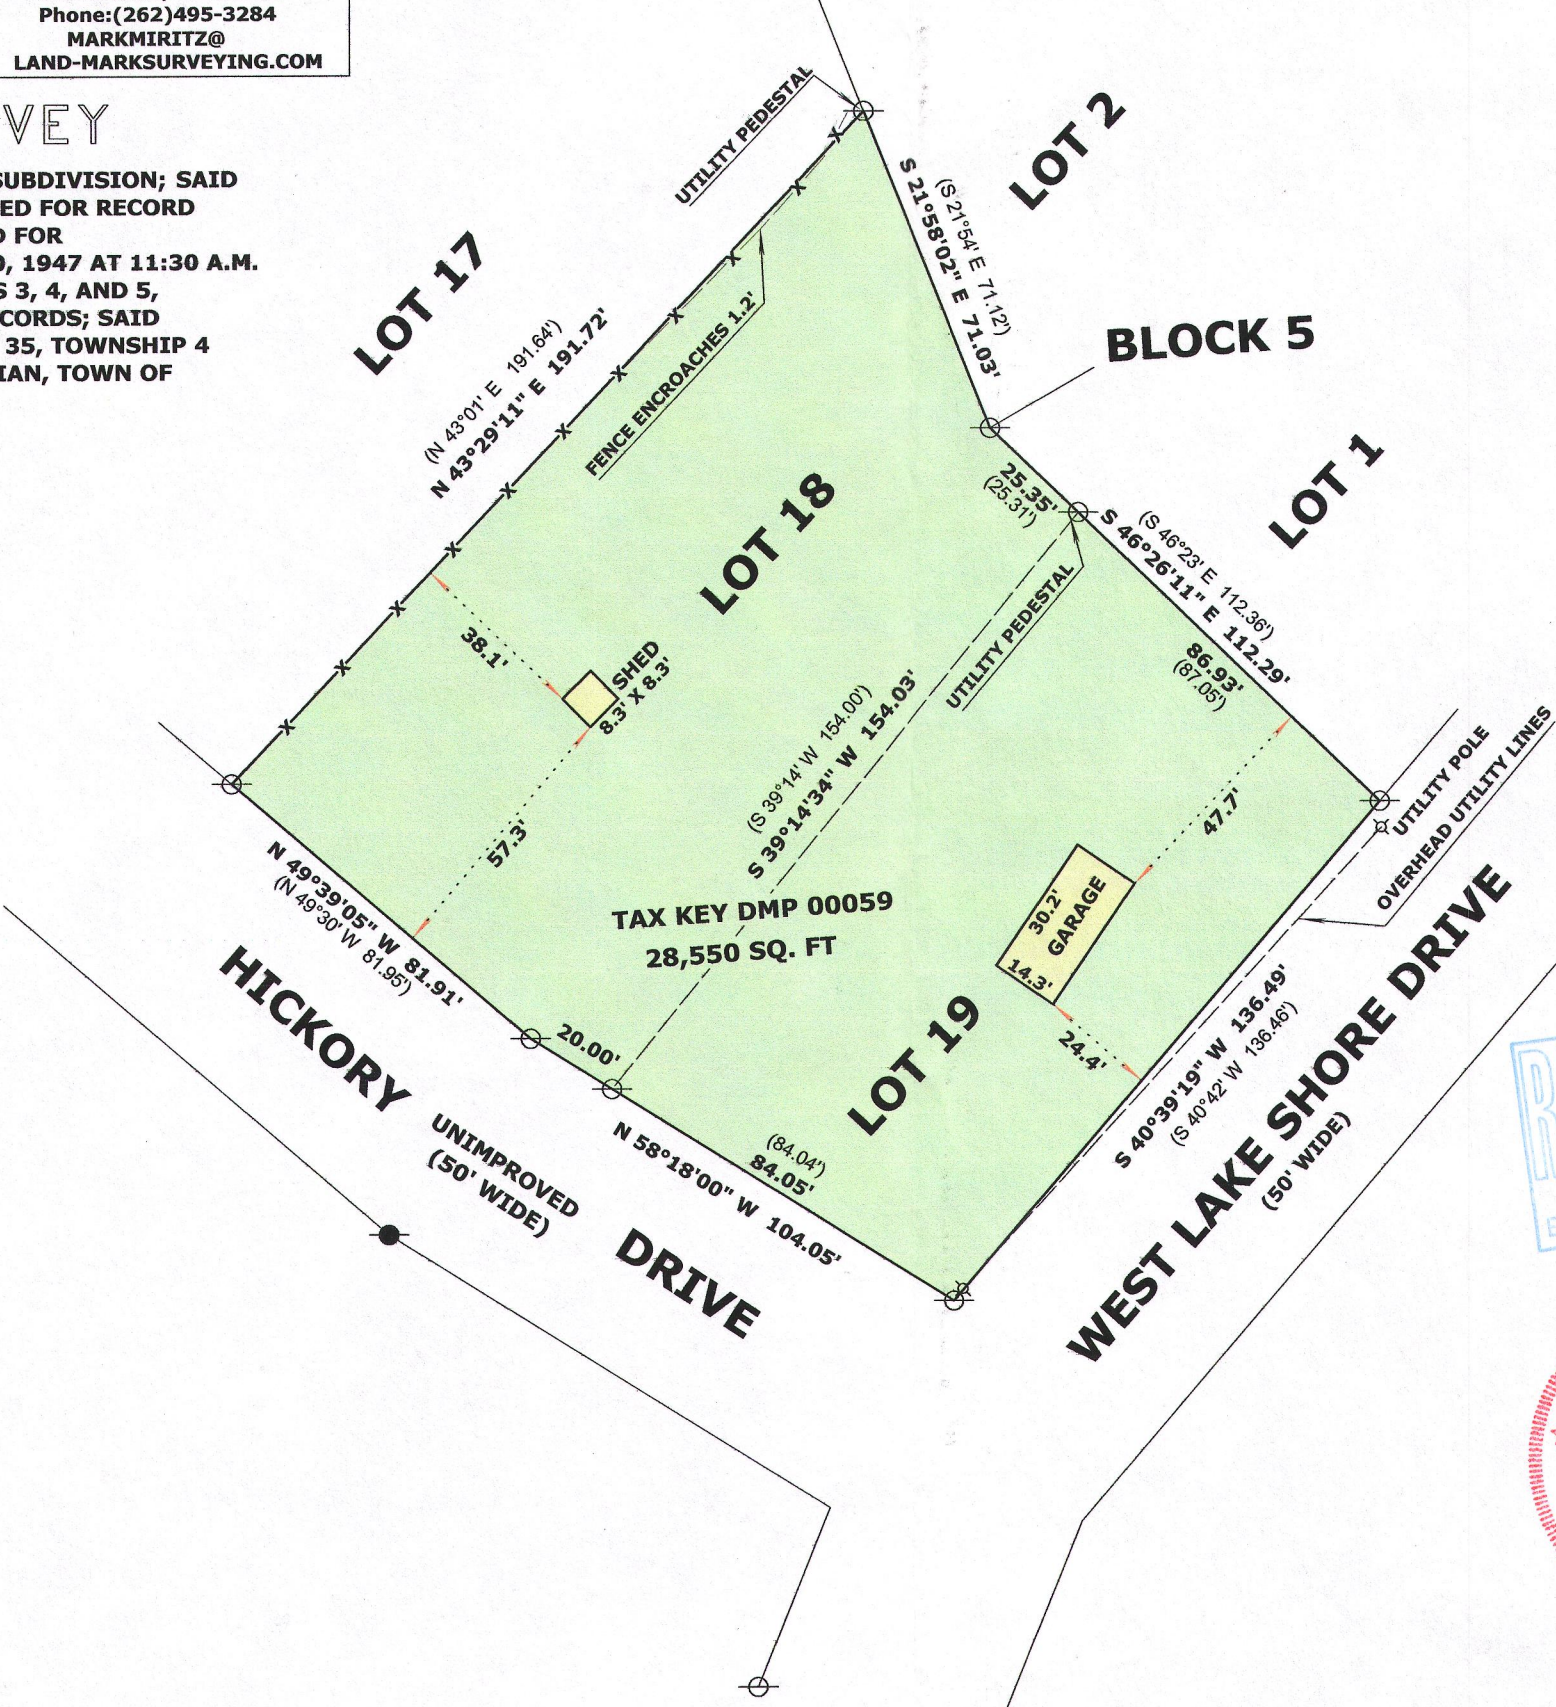 Phone:(262)495-3284
MARKMIRITZ@
LAND-MARKSURVEYING.COM
VEY
SUBDIVISION; SAID
ED FOR RECORD
FOR
, 1947 AT 11:30 A.M.
S 3, 4, AND 5,
CORDS; SAID
35, TOWNSHIP 4
IAN, TOWN OF
UTILITY PEDESTAL
LOT 2
(S 21°54' E 71.12')
S 21°58'02" E 71.03'
LOT 17
BLOCK 5
(N 43°01' E 191.64')
N 43°29'11" E 191.72'
FENCE ENCROACHES 1.2'
LOT 18
25.35'
(25.31')
LOT 1
(S 46°23' E 112.36')
S 46°26'11" E 112.29'
86.93'
(87.05')
UTILITY PEDESTAL
38.1'
SHED
8.3' X 8.3'
57.3'
(S 39°14' W 154.00')
S 39°14'34" W 154.03'
47.7'
UTILITY POLE
OVERHEAD UTILITY LINES
TAX KEY DMP 00059
28,550 SQ. FT
30.2'
GARAGE
14.3'
24.4'
LOT 19
N 49°39'05" W 81.91'
(N 49°30' W 81.95')
20.00'
HICKORY
DRIVE
UNIMPROVED
(50' WIDE)
(84.04')
84.05'
N 58°18'00" W 104.05'
S 40°39'19" W 136.49'
(S 40°42' W 136.46')
WEST LAKE SHORE DRIVE
(50' WIDE)